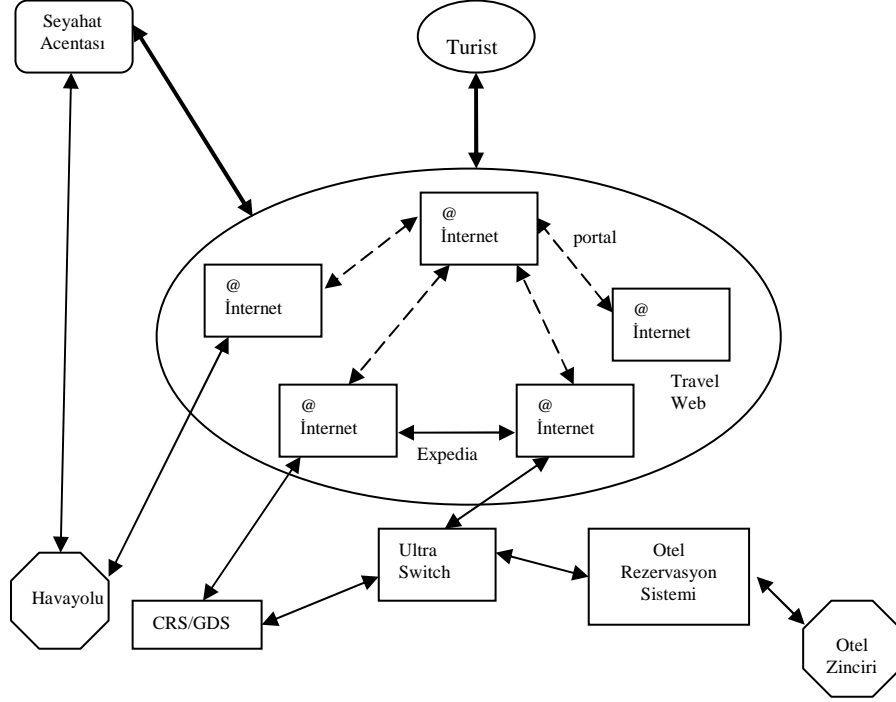 Seyahat
Acentası
Turist
@
İnternet
portal
@
İnternet
@
İnternet
Travel
Web
@
İnternet
@
İnternet
Expedia
Ultra
Switch
Otel
Rezervasyon
Sistemi
Havayolu
CRS/GDS
Otel
Zinciri